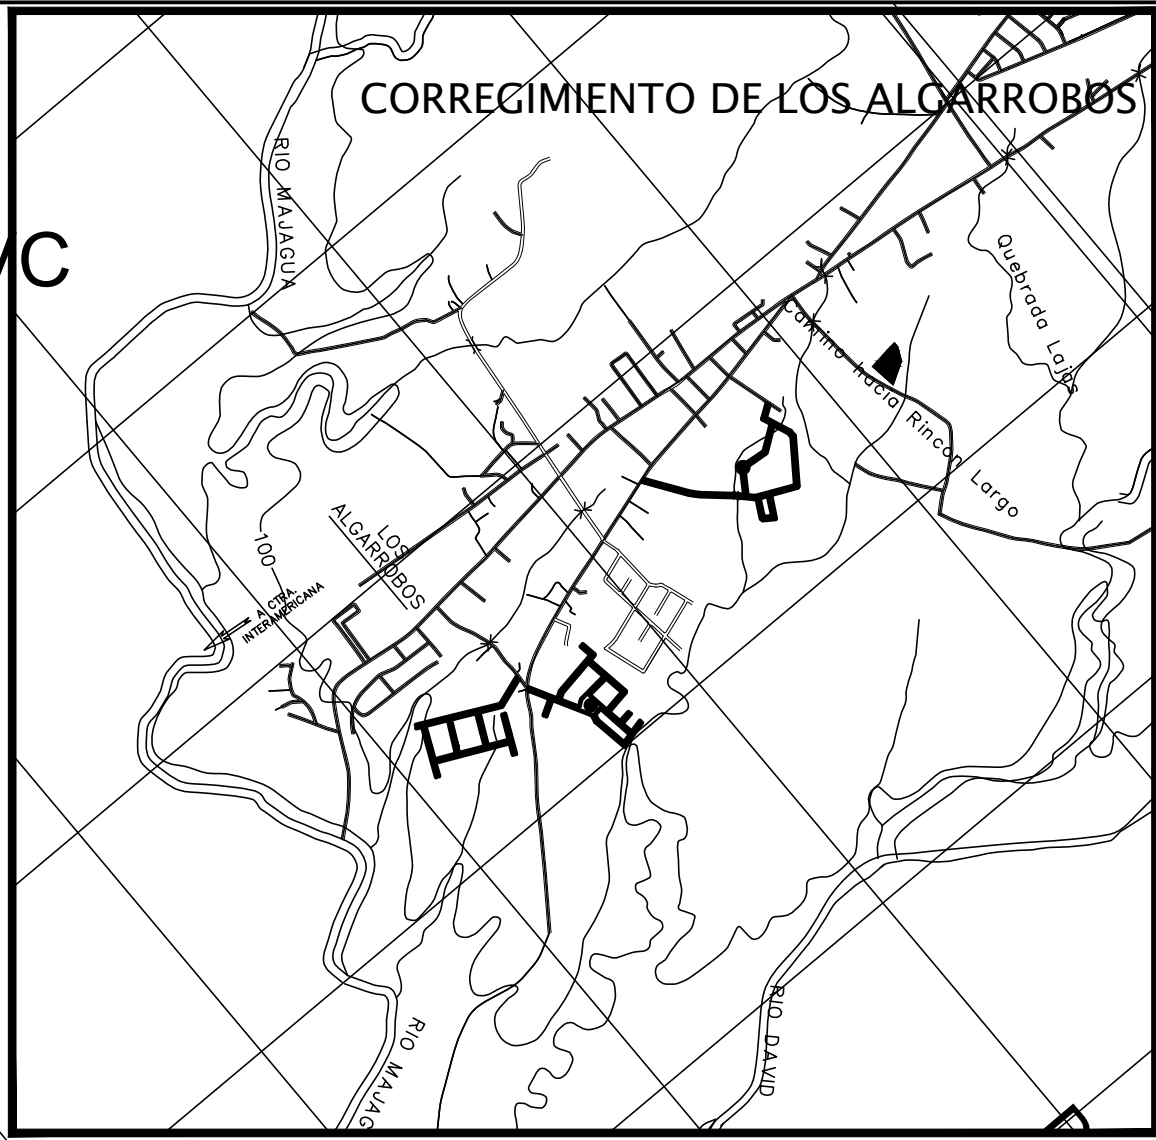 CORREGIMIENTO DE LOS ALGARROBOS
RIO MAJAGUA
/C
Quebrada Lajas
Camino hacia Rincon Largo
LOS
ALGARROBOS
100
A CTRA.
INTERAMERICANA
RIO DAVID
RIO MAJAG